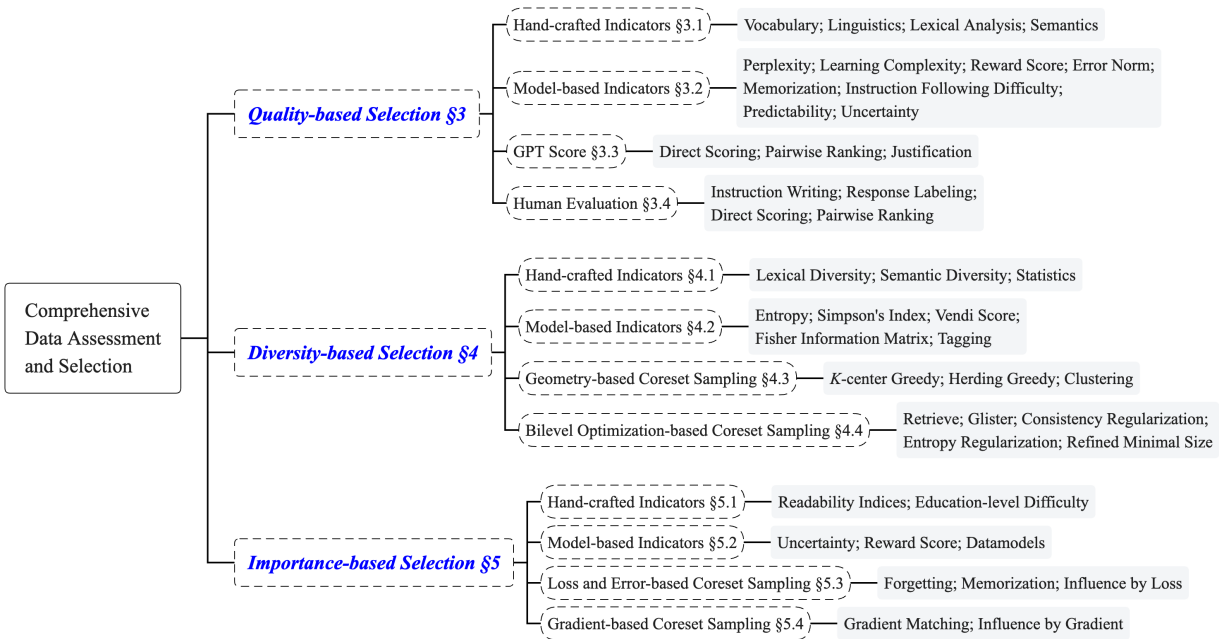 Comprehensive
Data Assessment
and Selection
Quality-based Selection §3
Hand-crafted Indicators §3.1
Vocabulary; Linguistics; Lexical Analysis; Semantics
Model-based Indicators §3.2
Perplexity; Learning Complexity; Reward Score; Error Norm;
Memorization; Instruction Following Difficulty;
Predictability; Uncertainty
GPT Score §3.3
Direct Scoring; Pairwise Ranking; Justification
Human Evaluation §3.4
Instruction Writing; Response Labeling;
Direct Scoring; Pairwise Ranking
Diversity-based Selection §4
Hand-crafted Indicators §4.1
Lexical Diversity; Semantic Diversity; Statistics
Model-based Indicators §4.2
Entropy; Simpson's Index; Vendi Score;
Fisher Information Matrix; Tagging
Geometry-based Coreset Sampling §4.3
K-center Greedy; Herding Greedy; Clustering
Bilevel Optimization-based Coreset Sampling §4.4
Retrieve; Glister; Consistency Regularization;
Entropy Regularization; Refined Minimal Size
Importance-based Selection §5
Hand-crafted Indicators §5.1
Readability Indices; Education-level Difficulty
Model-based Indicators §5.2
Uncertainty; Reward Score; Datamodels
Loss and Error-based Coreset Sampling §5.3
Forgetting; Memorization; Influence by Loss
Gradient-based Coreset Sampling §5.4
Gradient Matching; Influence by Gradient